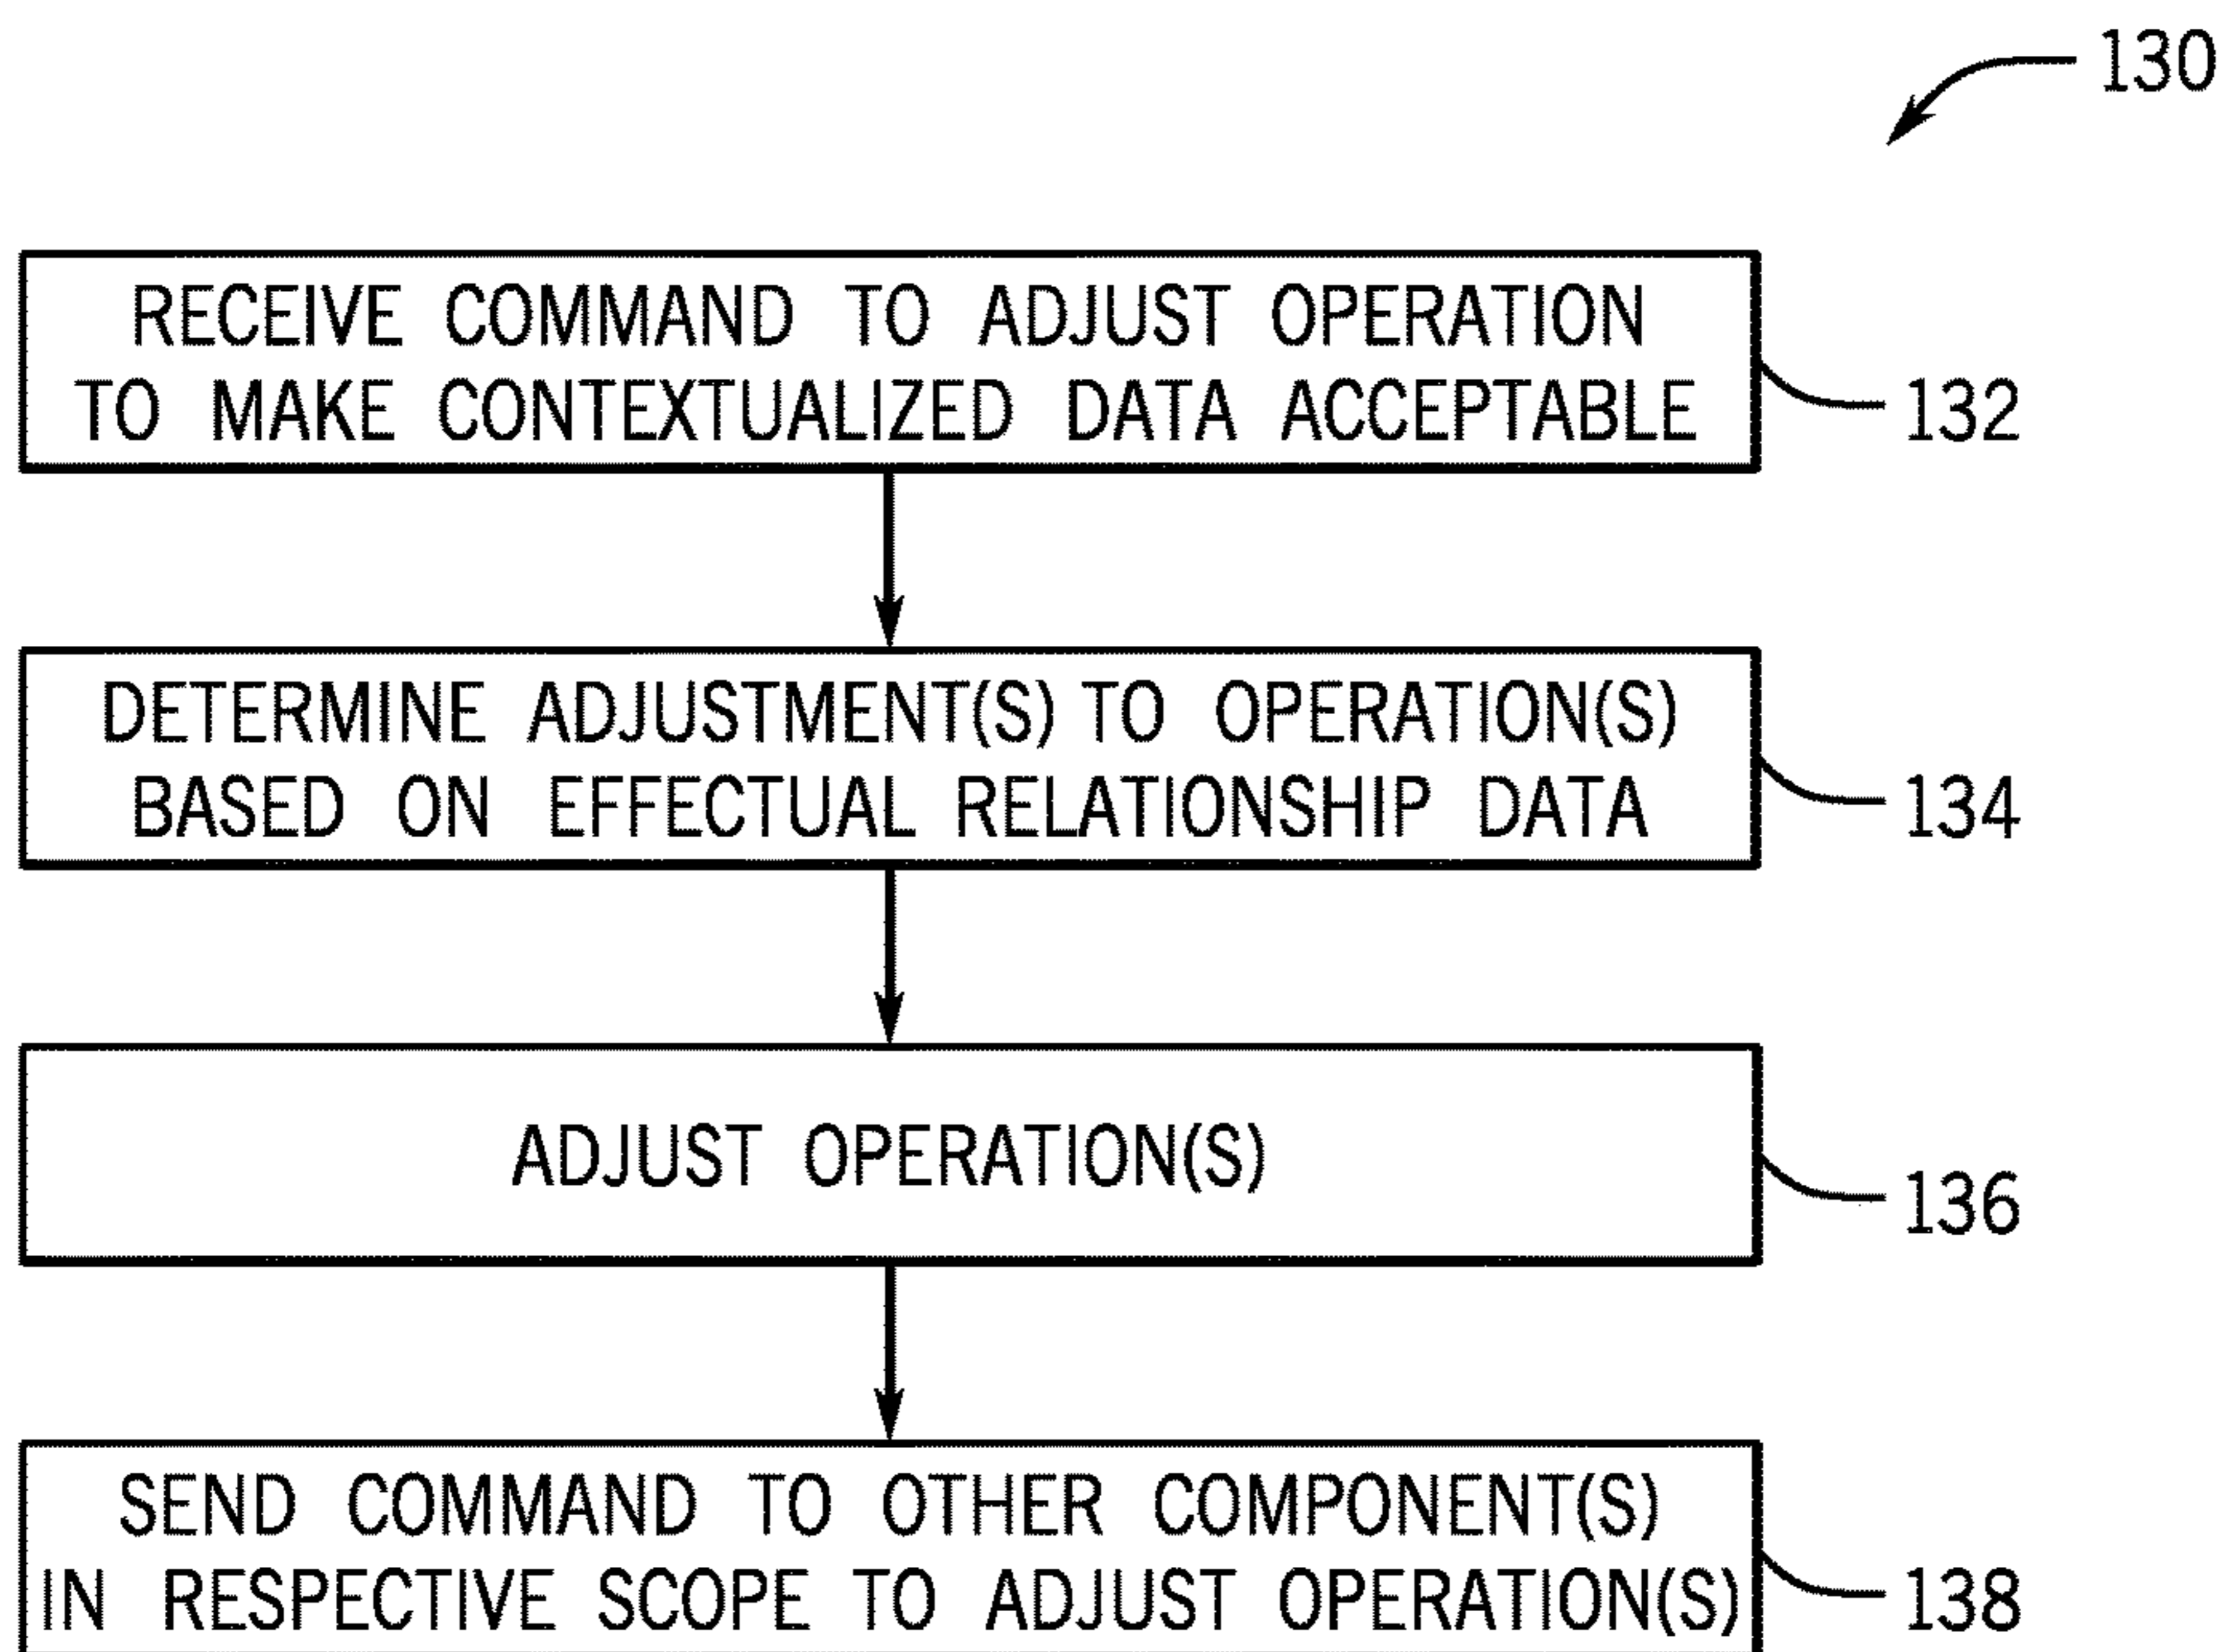 130
RECEIVE COMMAND TO ADJUST OPERATION
TO MAKE CONTEXTUALIZED DATA ACCEPTABLE
132
DETERMINE ADJUSTMENT(S) TO OPERATION(S)
BASED ON EFFECTUAL RELATIONSHIP DATA
134
ADJUST OPERATION(S)
136
SEND COMMAND TO OTHER COMPONENT(S)
IN RESPECTIVE SCOPE TO ADJUST OPERATION(S)
138